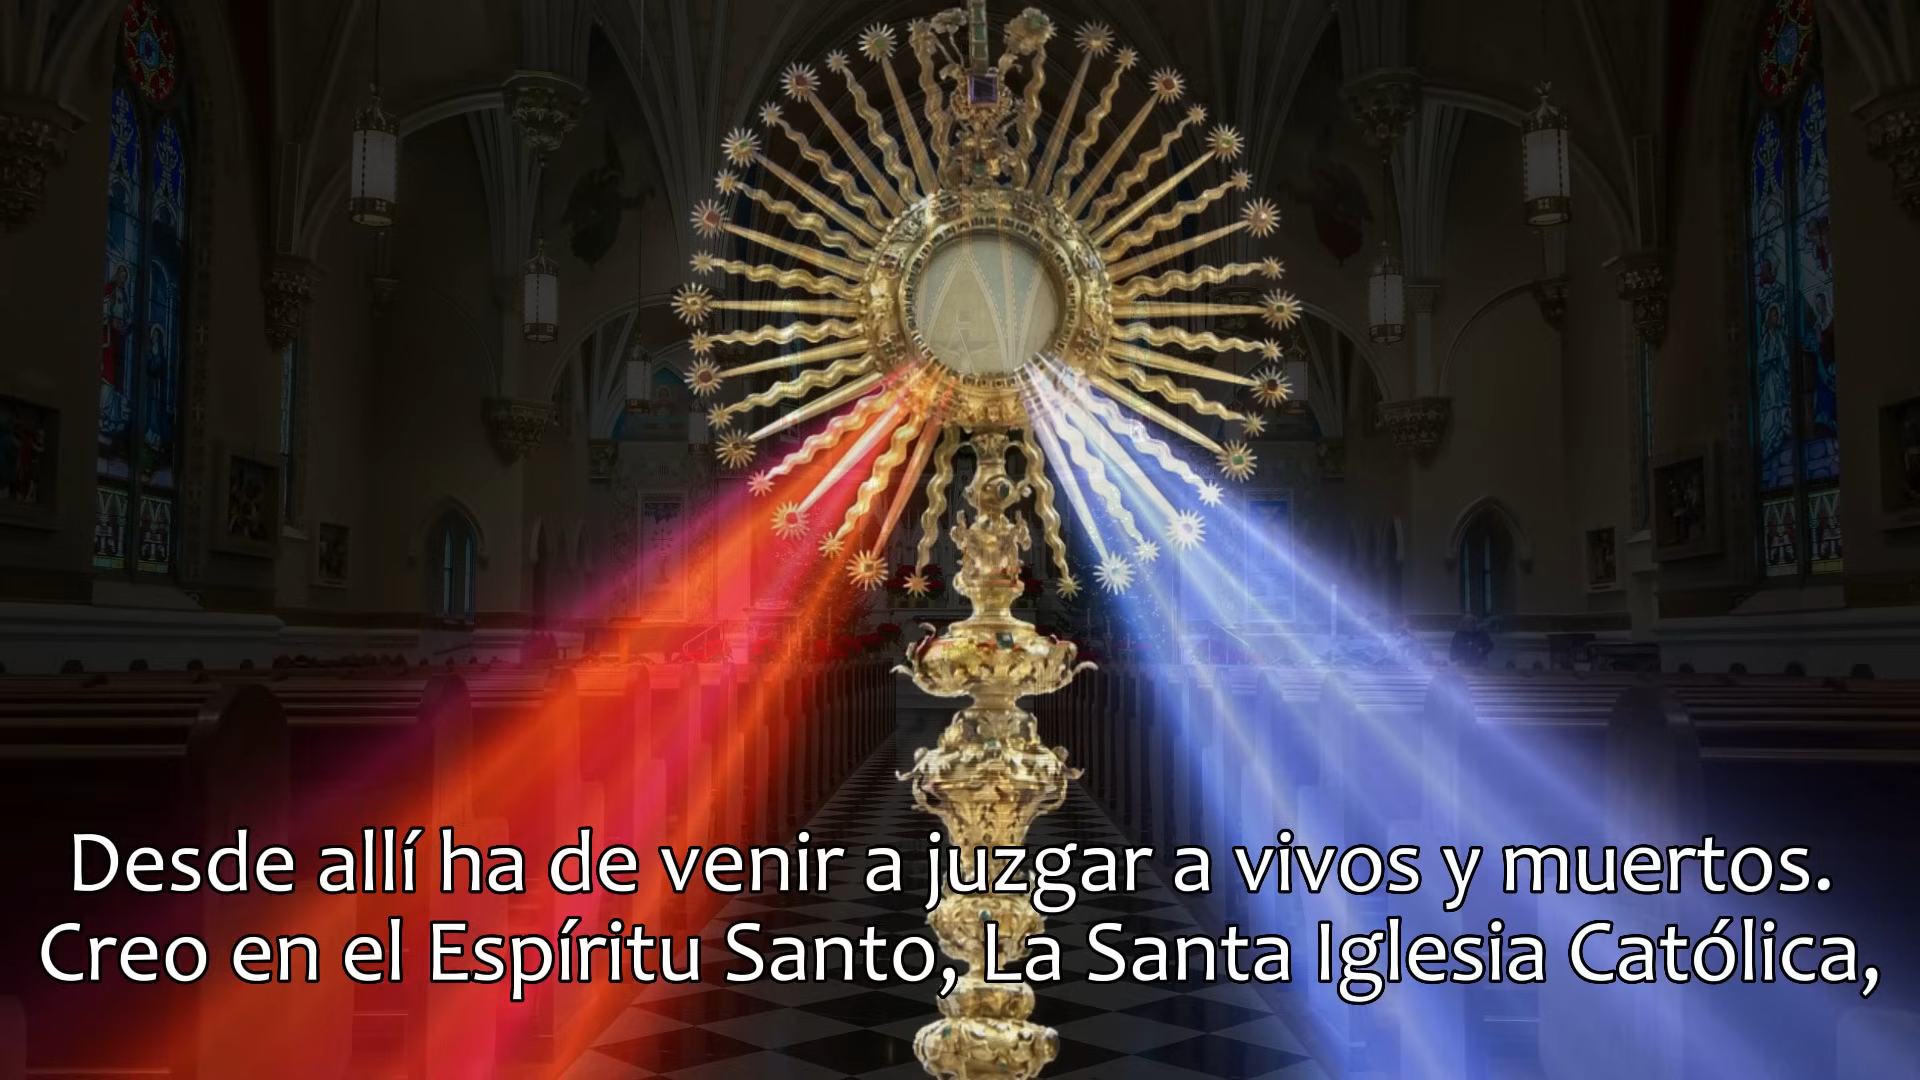 Desde allí ha de venir a juzgar a vivos y muertos.
Creo en el Espíritu Santo, La Santa Iglesia Católica,